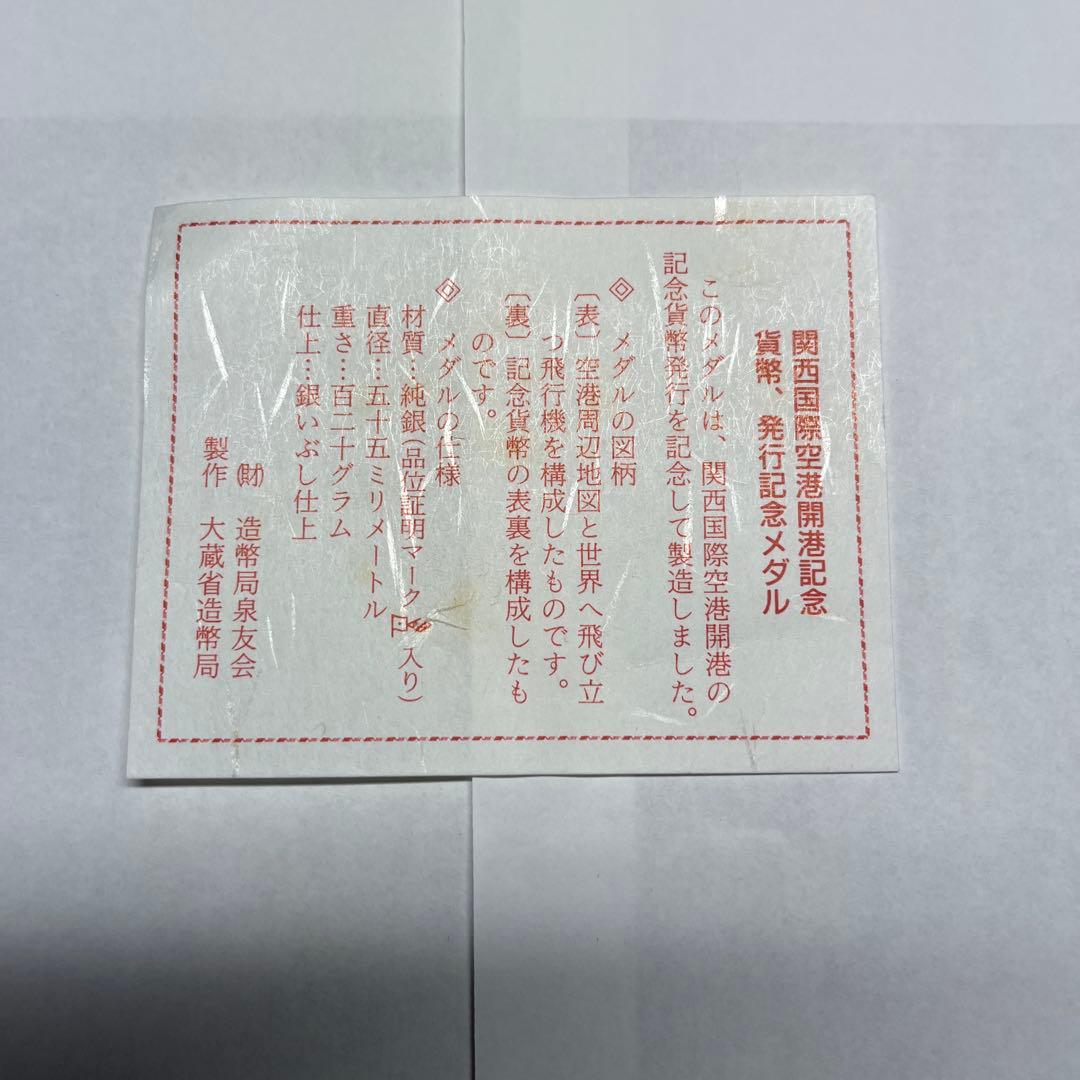 関西国際空港開港記念
貨幣、発行記念メダル
このメダルは、関西国際空港開港の
記念貨幣発行を記念して製造しました。
◈ メダルの図柄
〔表〕空港周辺地図と世界へ飛び立
つ飛行機を構成したものです。
〔裏〕記念貨幣の表裏を構成したも
のです。
◈ メダルの仕様
材質…純銀(品位証明マーク入り)
直径…五十五ミリメートル
重さ…百二十グラム
仕上…銀いぶし仕上
㈶ 造幣局泉友会
製作 大蔵省造幣局